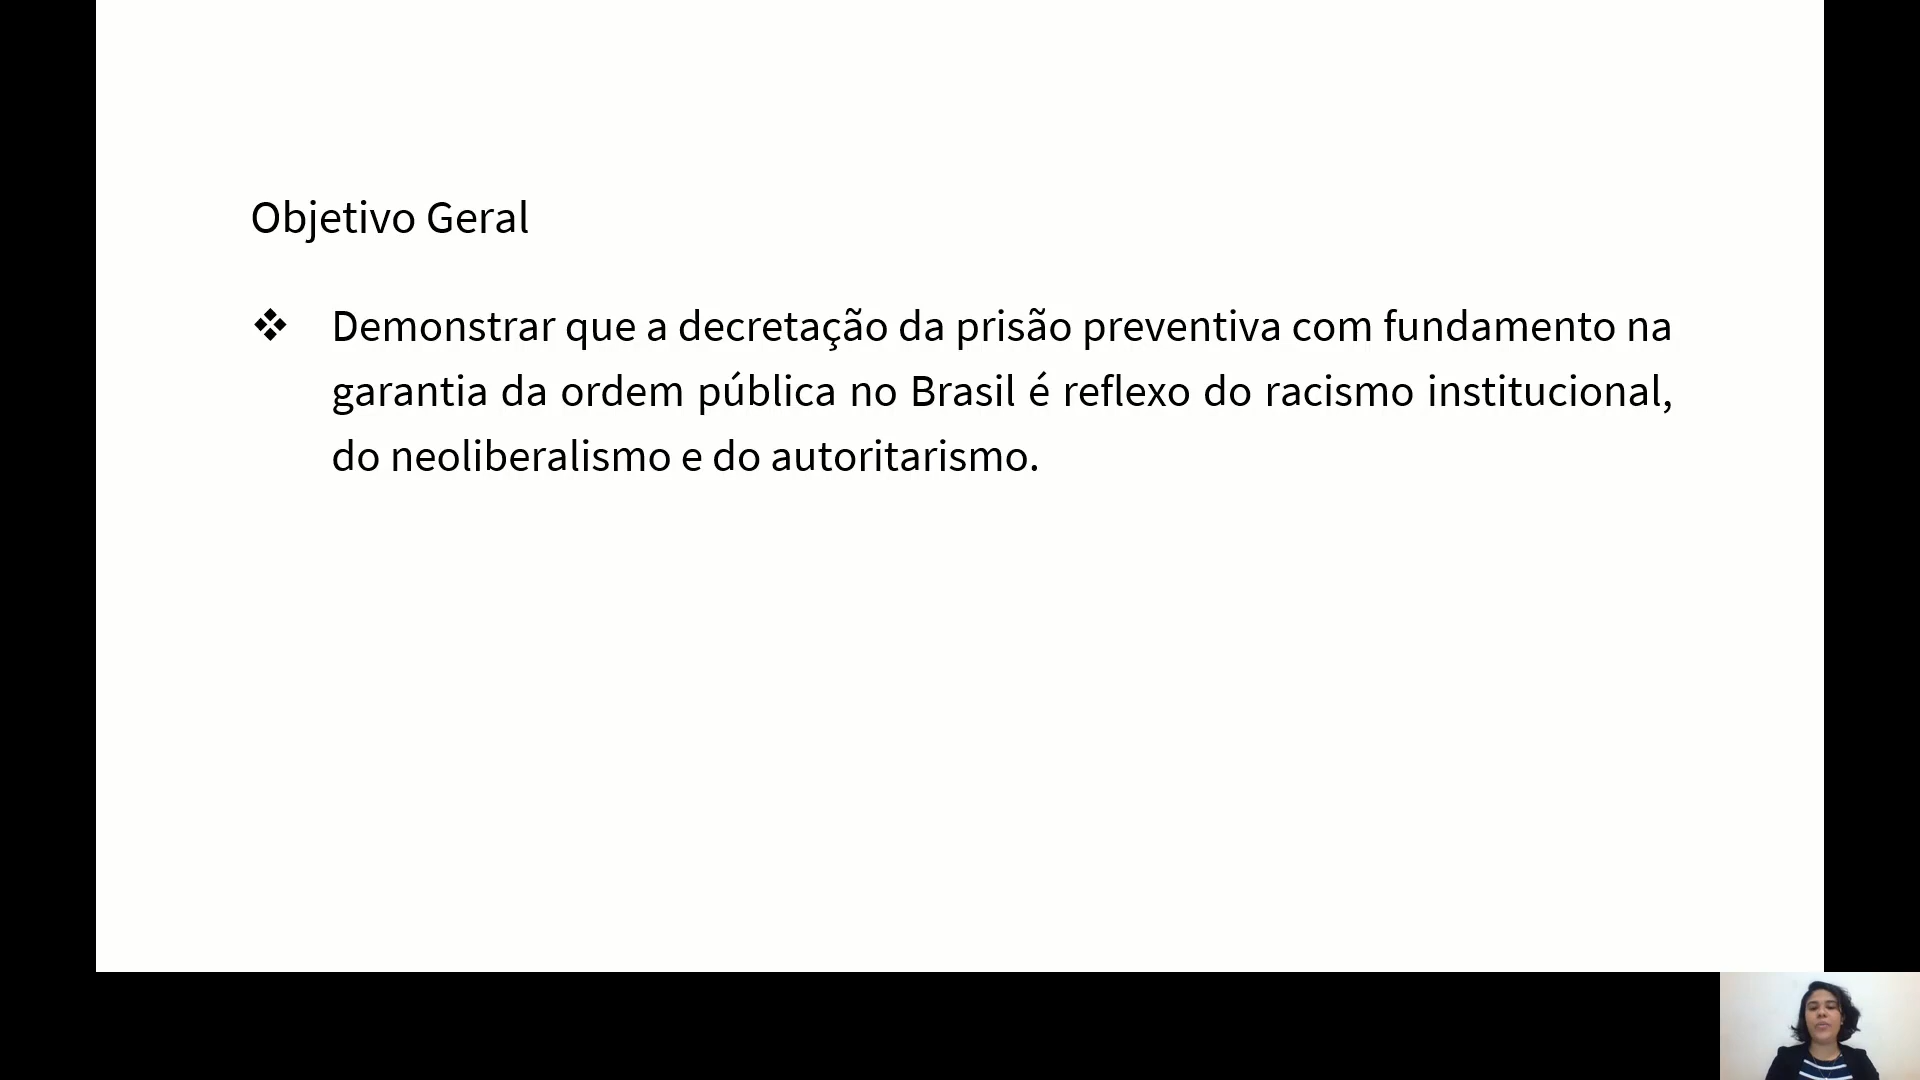 Objetivo Geral
❖ Demonstrar que a decretação da prisão preventiva com fundamento na
garantia da ordem pública no Brasil é reflexo do racismo institucional,
do neoliberalismo e do autoritarismo.